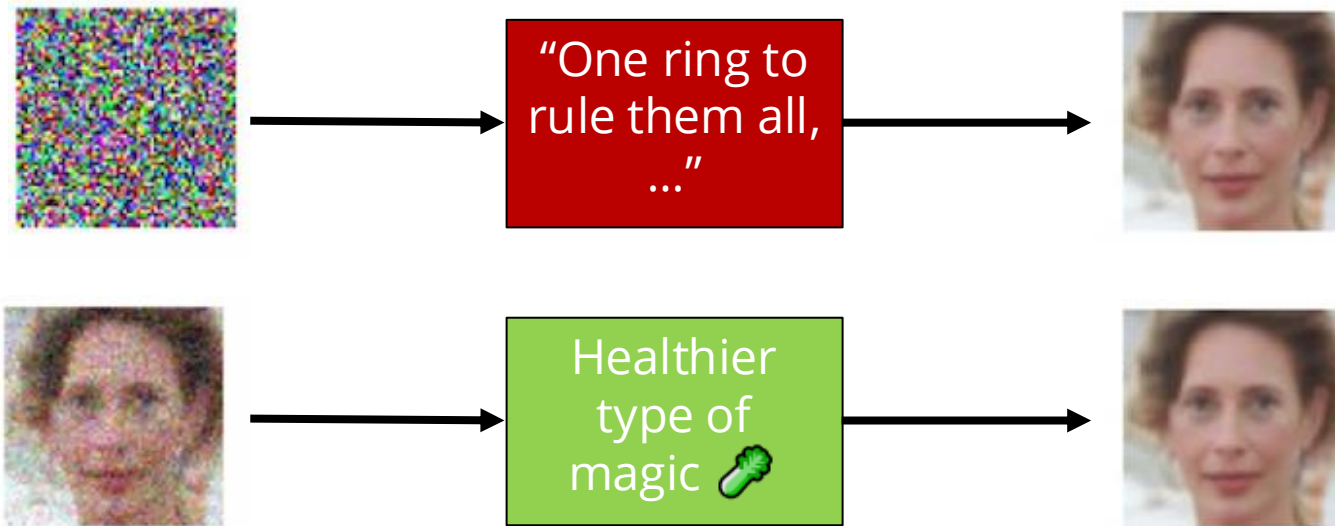 “One ring to
rule them all,
…”
Healthier
type of
magic 🥬